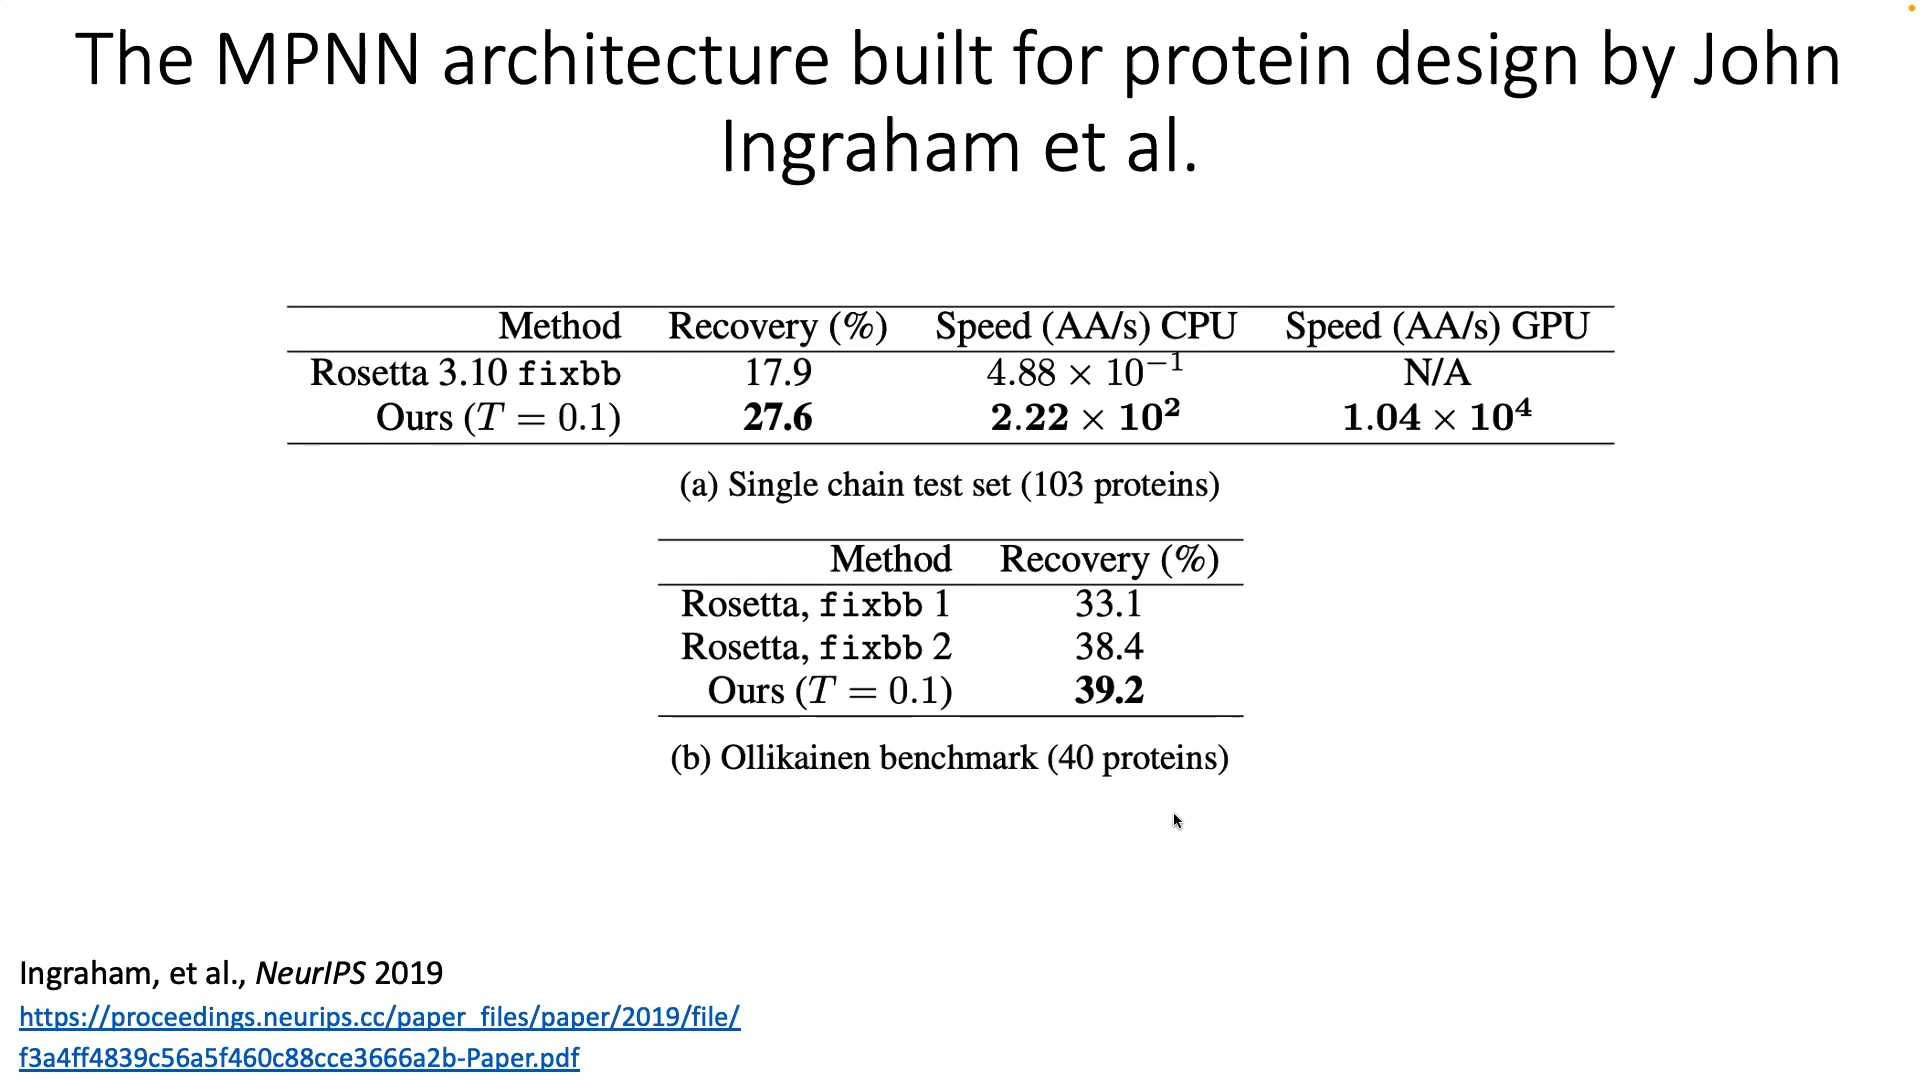 The MPNN architecture built for protein design by John
Ingraham et al.
Method Recovery (%) Speed (AA/s) CPU Speed (AA/s) GPU
Rosetta 3.10 fixbb 17.9 4.88 × 10⁻¹ N/A
Ours (T = 0.1) 27.6 2.22 × 10² 1.04 × 10⁴
(a) Single chain test set (103 proteins)
Method Recovery (%)
Rosetta, fixbb 1 33.1
Rosetta, fixbb 2 38.4
Ours (T = 0.1) 39.2
(b) Ollikainen benchmark (40 proteins)
Ingraham, et al., NeurIPS 2019
https://proceedings.neurips.cc/paper_files/paper/2019/file/
f3a4ff4839c56a5f460c88cce3666a2b-Paper.pdf